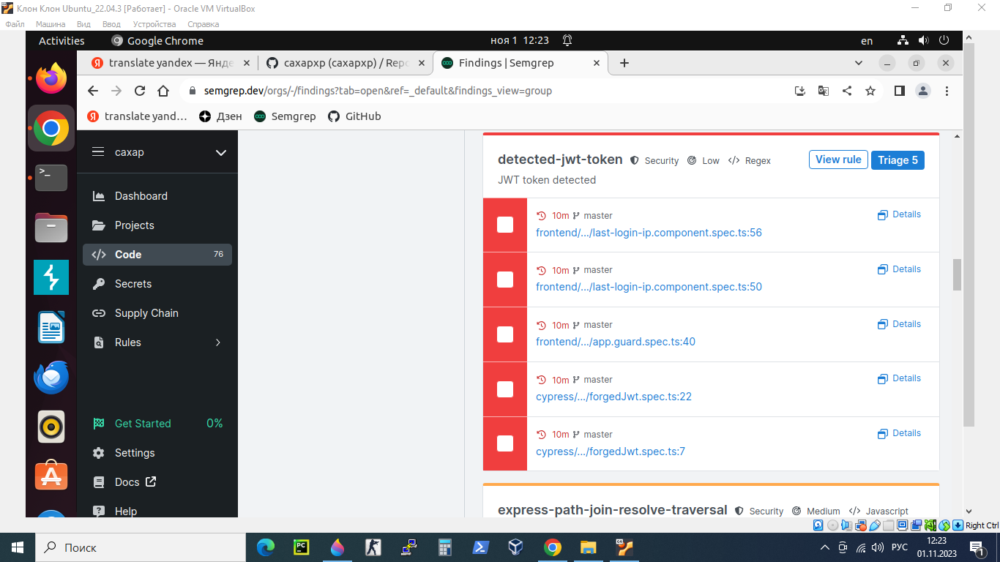 Клон Клон Ubuntu_22.04.3 [Работает] - Oracle VM VirtualBox
Файл Машина Вид Ввод Устройства Справка
Activities Google Chrome ноя 1 12:23 en
translate yandex — Янде сахархр (caxapxp) / Repo Findings | Semgrep
semgrep.dev/orgs/-/findings?tab=open&ref=_default&findings_view=group
translate yand… Дзен Semgrep GitHub
caxap
Dashboard
Projects
Code 76
Secrets
Supply Chain
Rules
Get Started 0%
Settings
Docs
Help
detected-jwt-token Security Low Regex View rule Triage 5
JWT token detected
10m master Details
frontend/.../last-login-ip.component.spec.ts:56
10m master Details
frontend/.../last-login-ip.component.spec.ts:50
10m master Details
frontend/.../app.guard.spec.ts:40
10m master Details
cypress/.../forgedJwt.spec.ts:22
10m master Details
cypress/.../forgedJwt.spec.ts:7
express-path-join-resolve-traversal Security Medium Javascript
Right Ctrl
Поиск
РУС
12:23
01.11.2023
1